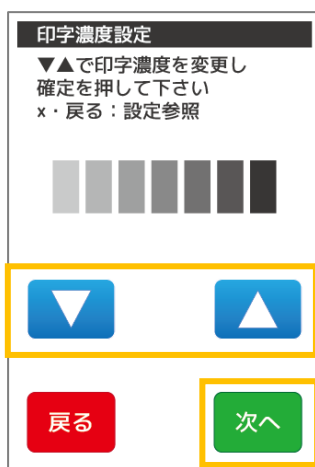 印字濃度設定
▼▲で印字濃度を変更し
確定を押して下さい
x・戻る：設定参照
戻る
次へ